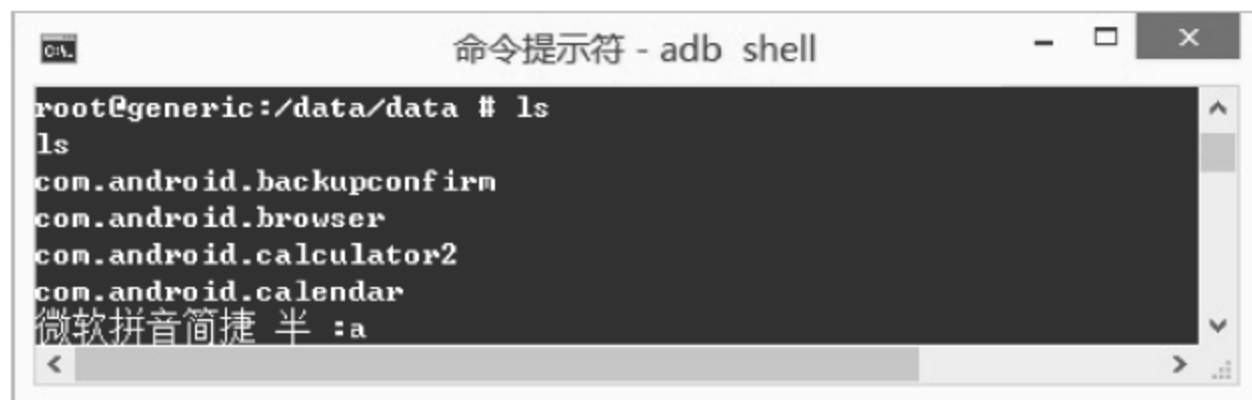 命令提示符 - adb shell
root@generic:/data/data # ls
ls
com.android.backupconfirm
com.android.browser
com.android.calculator2
com.android.calendar
微软拼音简捷 半 :a